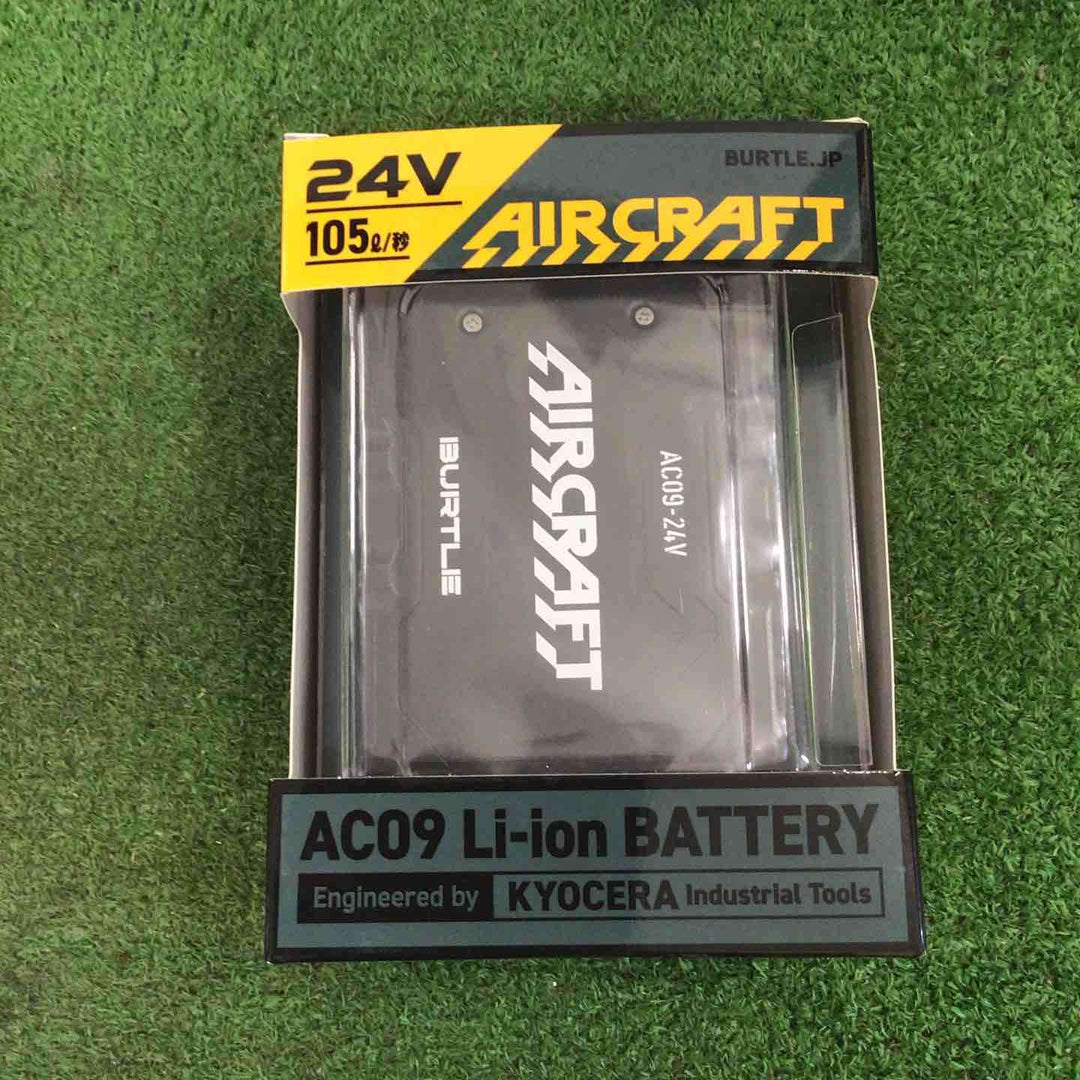 24V
105ℓ/秒
BURTLE.JP
AIRCRAFT
AIRCRAFT
AC09-24V
BURTLE
AC09 Li-ion BATTERY
Engineered by KYOCERA Industrial Tools